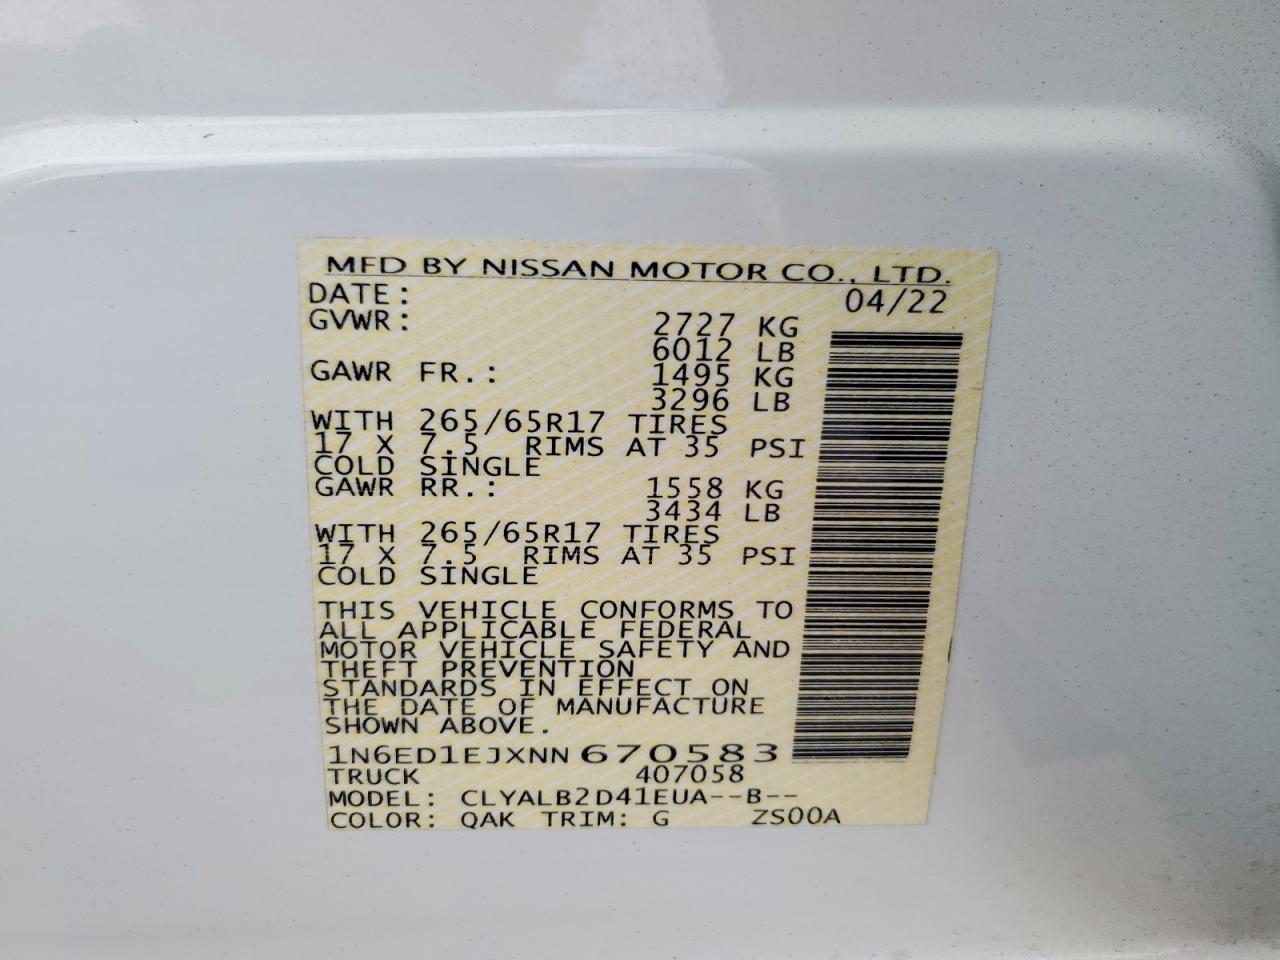 MFD BY NISSAN MOTOR CO., LTD.
DATE: 04/22
GVWR: 2727 KG
6012 LB
GAWR FR.: 1495 KG
3296 LB
WITH 265/65R17 TIRES
17 X 7.5 RIMS AT 35 PSI
COLD SINGLE
GAWR RR.: 1558 KG
3434 LB
WITH 265/65R17 TIRES
17 X 7.5 RIMS AT 35 PSI
COLD SINGLE
THIS VEHICLE CONFORMS TO
ALL APPLICABLE FEDERAL
MOTOR VEHICLE SAFETY AND
THEFT PREVENTION
STANDARDS IN EFFECT ON
THE DATE OF MANUFACTURE
SHOWN ABOVE.
1N6ED1EJXNN670583
TRUCK 407058
MODEL: CLYALB2D41EUA--B--
COLOR: QAK TRIM: G ZS00A